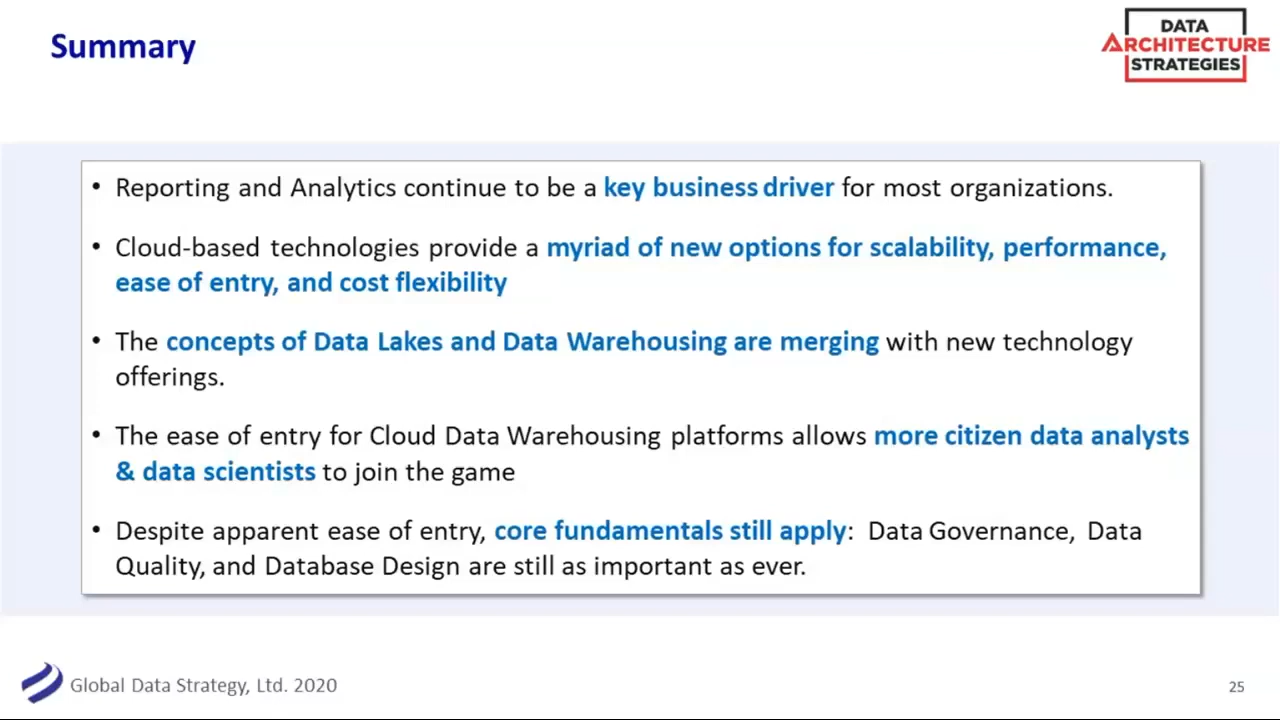 Summary
DATA
ARCHITECTURE
STRATEGIES
• Reporting and Analytics continue to be a key business driver for most organizations.
• Cloud-based technologies provide a myriad of new options for scalability, performance,
ease of entry, and cost flexibility
• The concepts of Data Lakes and Data Warehousing are merging with new technology
offerings.
• The ease of entry for Cloud Data Warehousing platforms allows more citizen data analysts
& data scientists to join the game
• Despite apparent ease of entry, core fundamentals still apply: Data Governance, Data
Quality, and Database Design are still as important as ever.
Global Data Strategy, Ltd. 2020
25